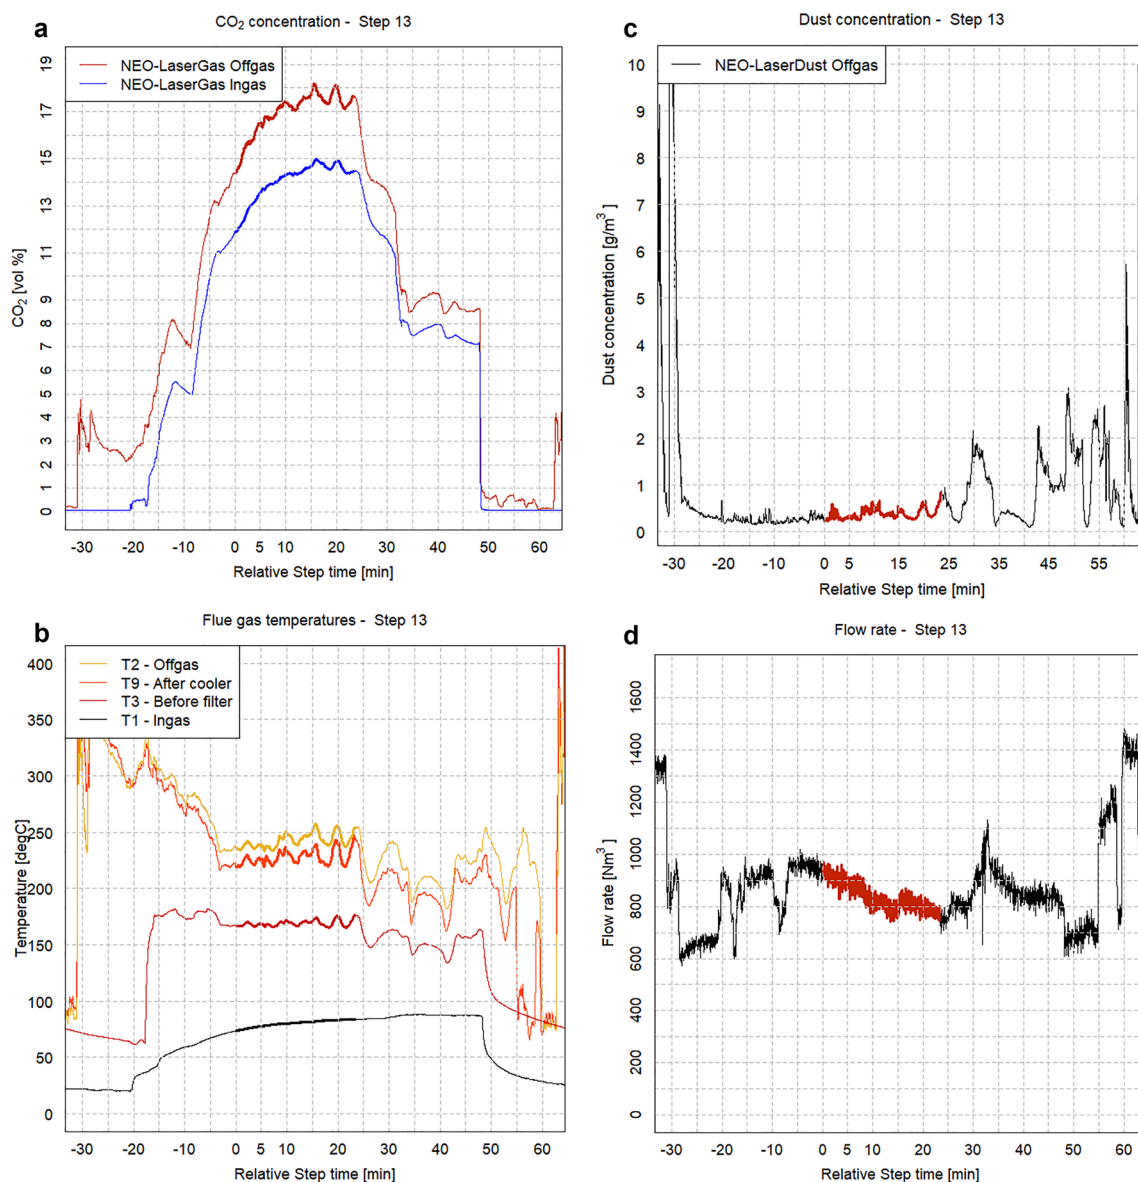 a
CO₂ concentration - Step 13
NEO-LaserGas Offgas
NEO-LaserGas Ingas
CO₂ [vol %]
19
17
15
13
11
9
8
7
6
5
4
3
2
1
0
-30 -20 -10 0 5 10 20 30 40 50 60
Relative Step time [min]
c
Dust concentration - Step 13
NEO-LaserDust Offgas
Dust concentration [g/m³]
10
9
8
7
6
5
4
3
2
1
0
-30 -20 -10 0 5 15 25 35 45 55
Relative Step time [min]
b
Flue gas temperatures - Step 13
T2 - Offgas
T9 - After cooler
T3 - Before filter
T1 - Ingas
Temperature [degC]
400
350
300
250
200
150
100
50
0
-30 -20 -10 0 5 10 20 30 40 50 60
Relative Step time [min]
d
Flow rate - Step 13
Flow rate [Nm³]
1600
1400
1200
1000
800
600
400
200
0
-30 -20 -10 0 5 10 20 30 40 50 60
Relative Step time [min]